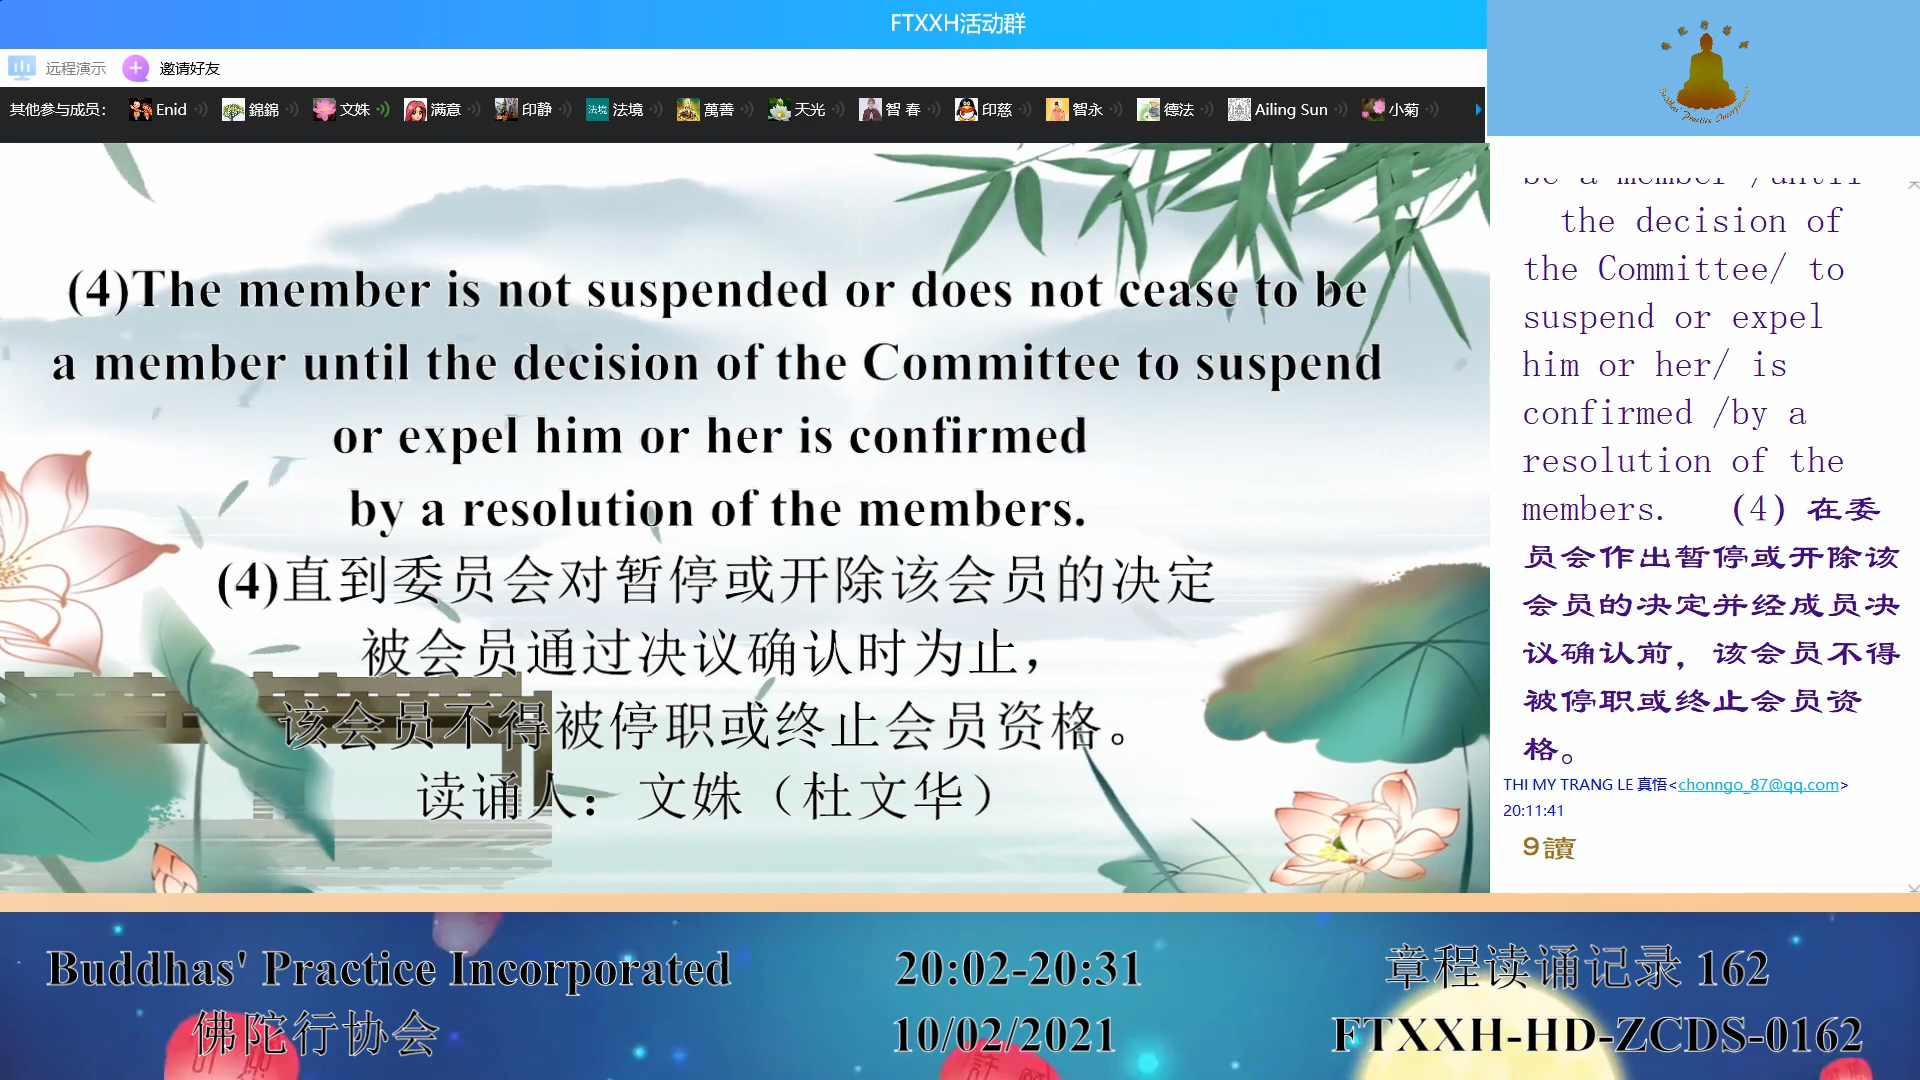 FTXXH活动群
远程演示
邀请好友
其他参与成员:
Enid
錦錦
文姝
满意
印静
法境
法境
萬善
天光
智 春
印慈
智永
德法
Ailing Sun
小菊
(4)The member is not suspended or does not cease to be
a member until the decision of the Committee to suspend
or expel him or her is confirmed
by a resolution of the members.
(4)直到委员会对暂停或开除该会员的决定
被会员通过决议确认时为止，
该会员不得被停职或终止会员资格。
读诵人：文姝（杜文华）
be a member /until
the decision of
the Committee/ to
suspend or expel
him or her/ is
confirmed /by a
resolution of the
members. (4) 在委
员会作出暂停或开除该
会员的决定并经成员决
议确认前，该会员不得
被停职或终止会员资
格。
THI MY TRANG LE 真悟<chonngo_87@qq.com>
20:11:41
9讀
Buddhas' Practice Incorporated
佛陀行协会
20:02-20:31
10/02/2021
章程读诵记录 162
FTXXH-HD-ZCDS-0162